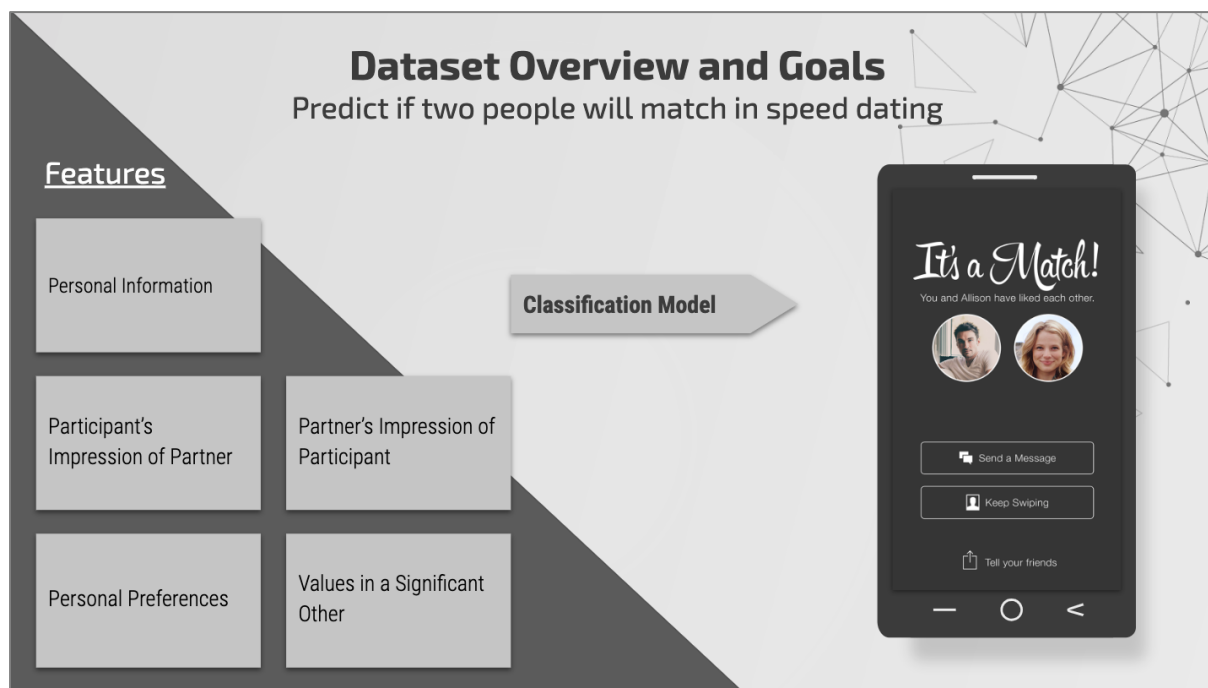 Dataset Overview and Goals
Predict if two people will match in speed dating
Features
Personal Information
Participant's
Impression of Partner
Partner's Impression of
Participant
Personal Preferences
Values in a Significant
Other
Classification Model
It's a Match!
You and Allison have liked each other.
Send a Message
Keep Swiping
Tell your friends